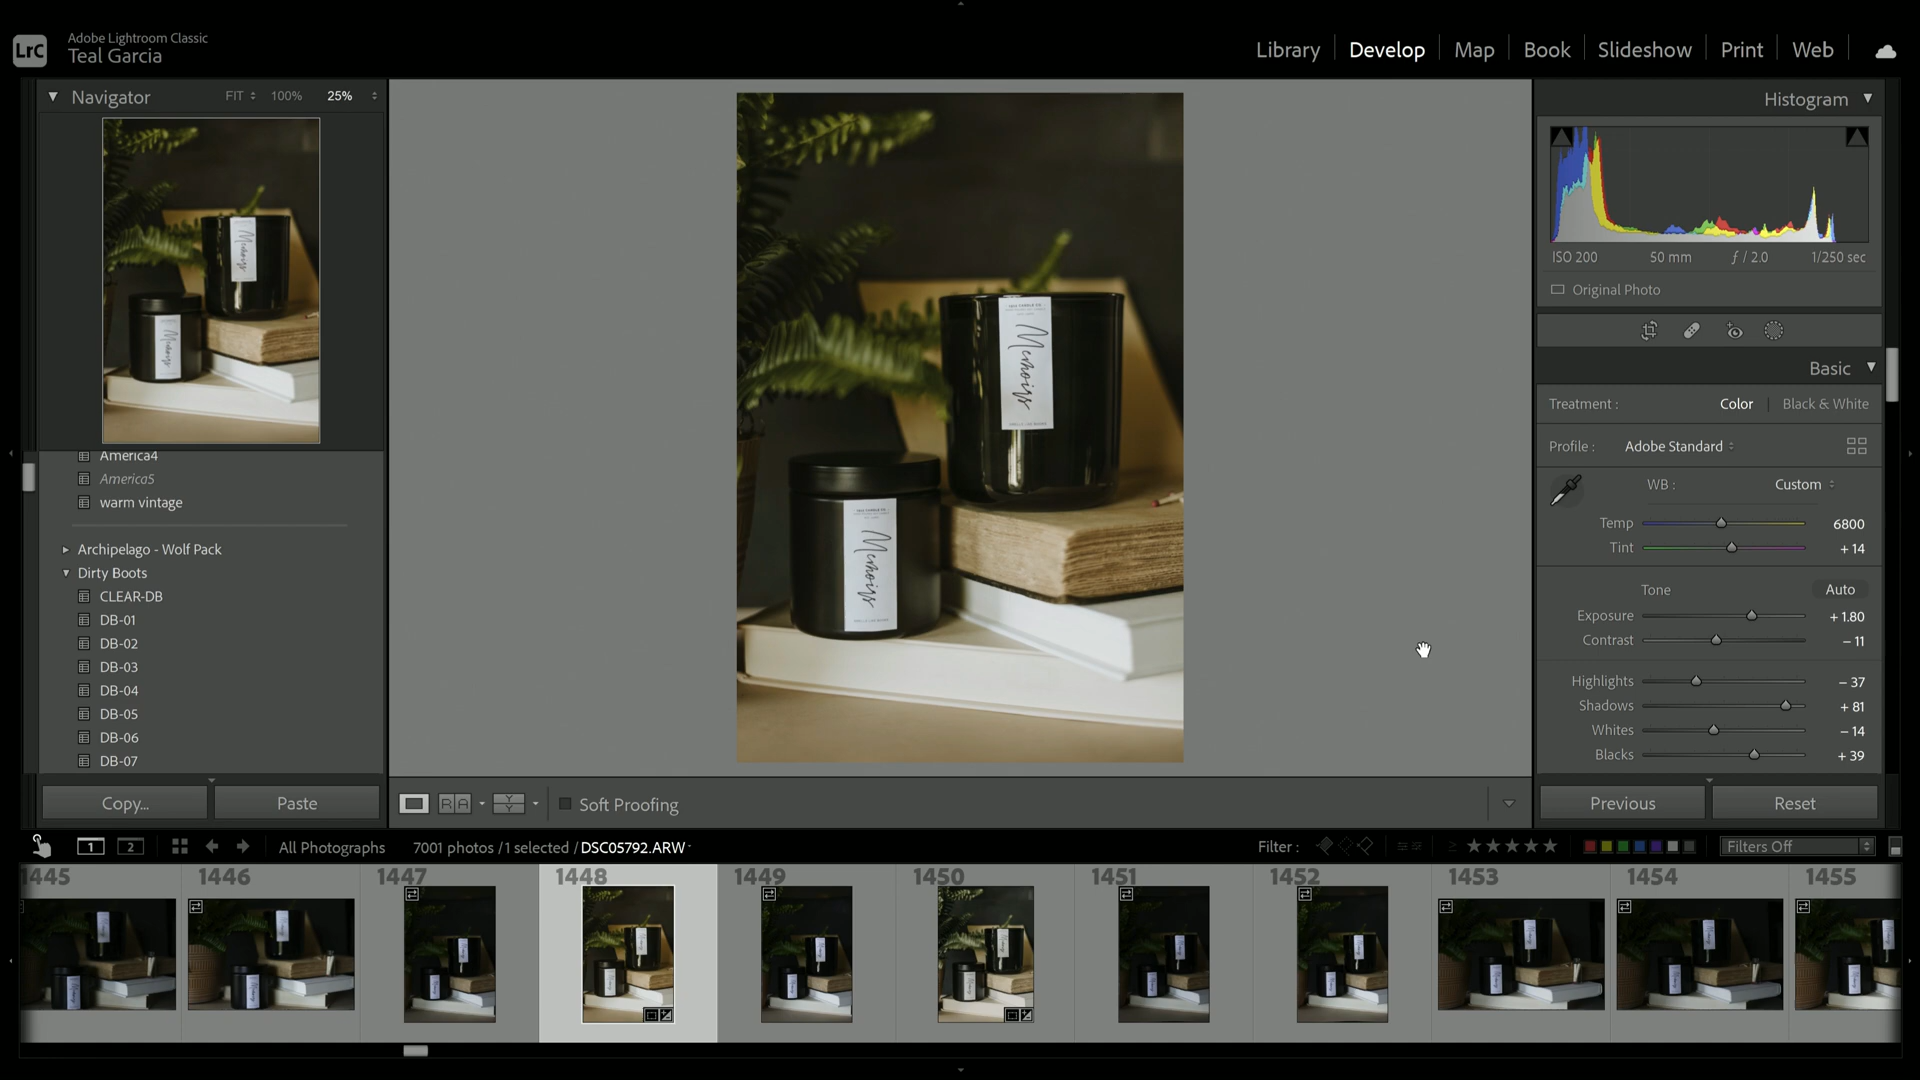 LrC
Adobe Lightroom Classic
Teal Garcia
Library
Develop
Map
Book
Slideshow
Print
Web
Navigator
FIT
100%
25%
America4
America5
warm vintage
Archipelago - Wolf Pack
Dirty Boots
CLEAR-DB
DB-01
DB-02
DB-03
DB-04
DB-05
DB-06
DB-07
Copy...
Paste
Memoirs
Memoirs
Histogram
ISO 200
50 mm
ƒ / 2.0
1/250 sec
Original Photo
Basic
Treatment :
Color
Black & White
Profile :
Adobe Standard
WB :
Custom
Temp
6800
Tint
+ 14
Tone
Auto
Exposure
+ 1.80
Contrast
– 11
Highlights
– 37
Shadows
+ 81
Whites
– 14
Blacks
+ 39
Previous
Reset
R A
Y Y
Soft Proofing
1
2
All Photographs
7001 photos / 1 selected / DSC05792.ARW
Filter :
Filters Off
1445
1446
1447
1448
1449
1450
1451
1452
1453
1454
1455